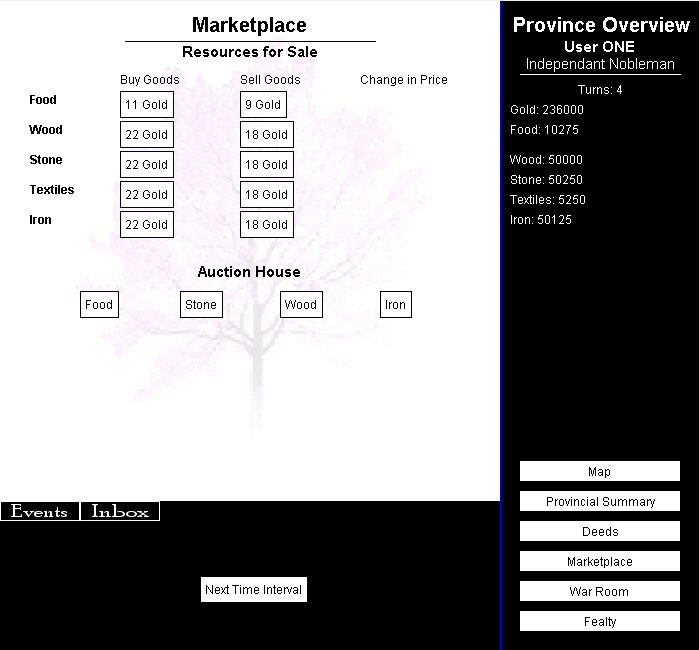 Marketplace
Resources for Sale
Buy Goods Sell Goods Change in Price
Food 11 Gold 9 Gold
Wood 22 Gold 18 Gold
Stone 22 Gold 18 Gold
Textiles 22 Gold 18 Gold
Iron 22 Gold 18 Gold
Auction House
Food Stone Wood Iron
Events Inbox
Next Time Interval
Province Overview
User ONE
Independant Nobleman
Turns: 4
Gold: 236000
Food: 10275
Wood: 50000
Stone: 50250
Textiles: 5250
Iron: 50125
Map
Provincial Summary
Deeds
Marketplace
War Room
Fealty